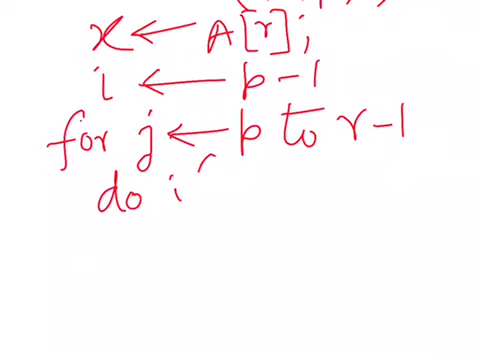 x ← A[r];
i ← p-1
for j ← p to r-1
do i